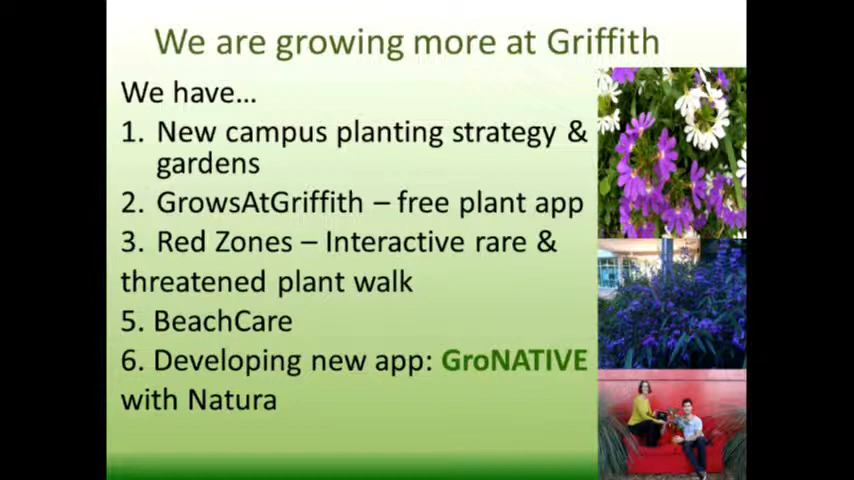 We are growing more at Griffith
We have...
1. New campus planting strategy &
gardens
2. GrowsAtGriffith – free plant app
3. Red Zones – Interactive rare &
threatened plant walk
5. BeachCare
6. Developing new app: GroNATIVE
with Natura